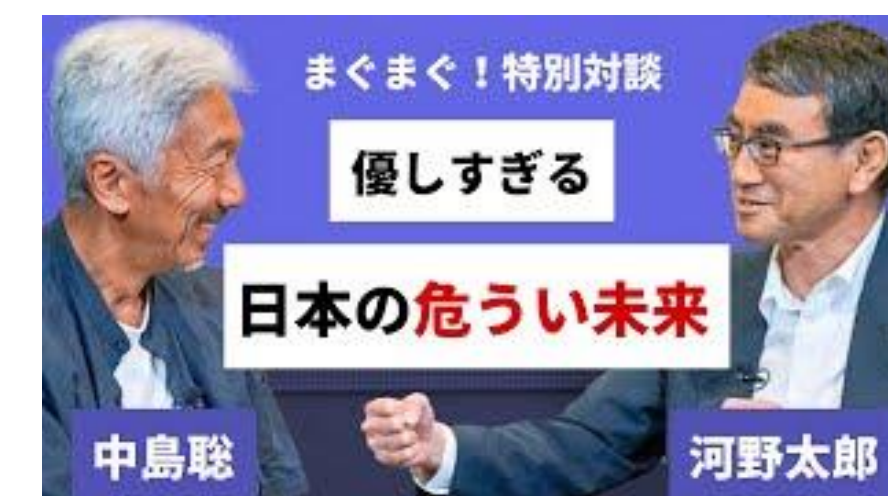 まぐまぐ！特別対談
優しすぎる
日本の危うい未来
中島聡
河野太郎